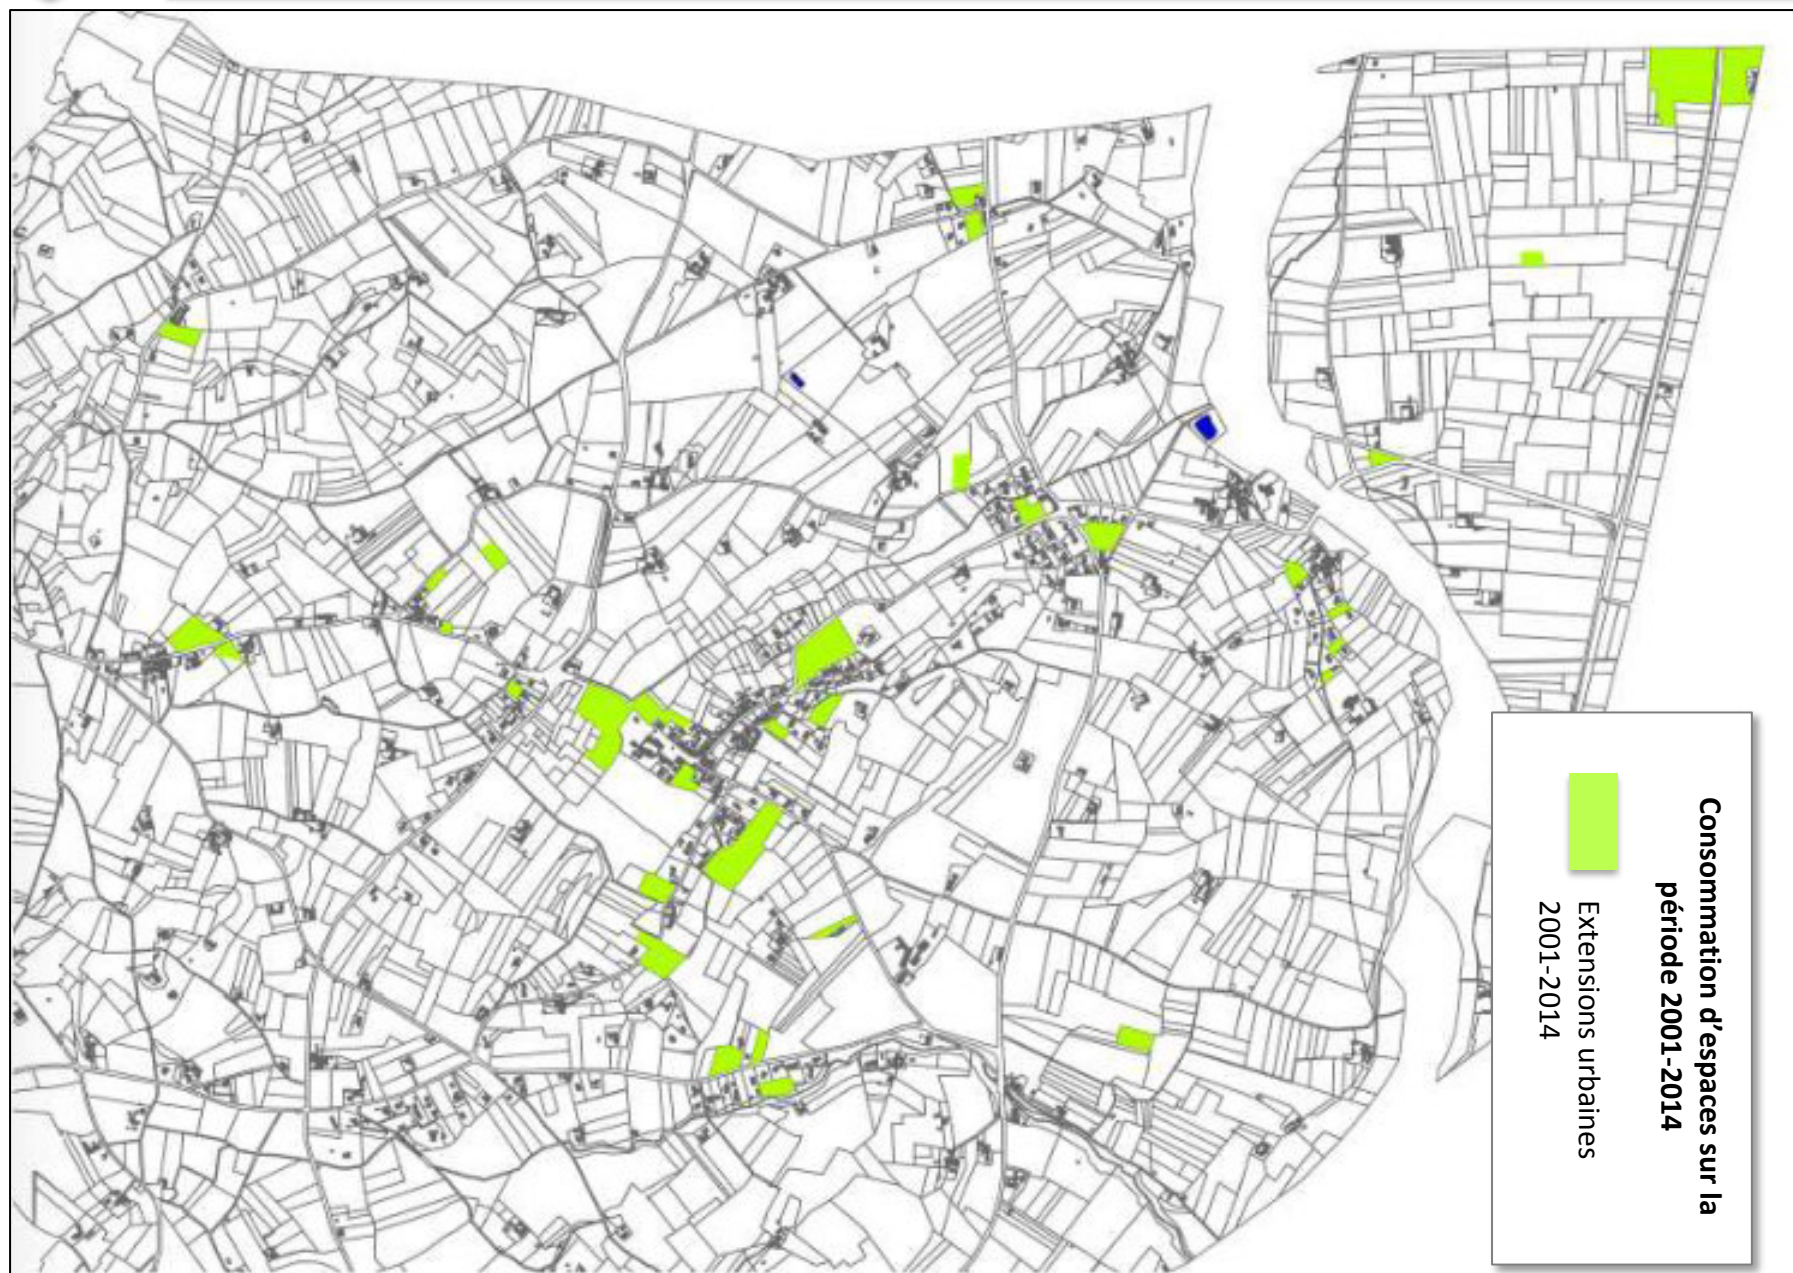 Consommation d'espaces sur la
période 2001-2014
Extensions urbaines
2001-2014